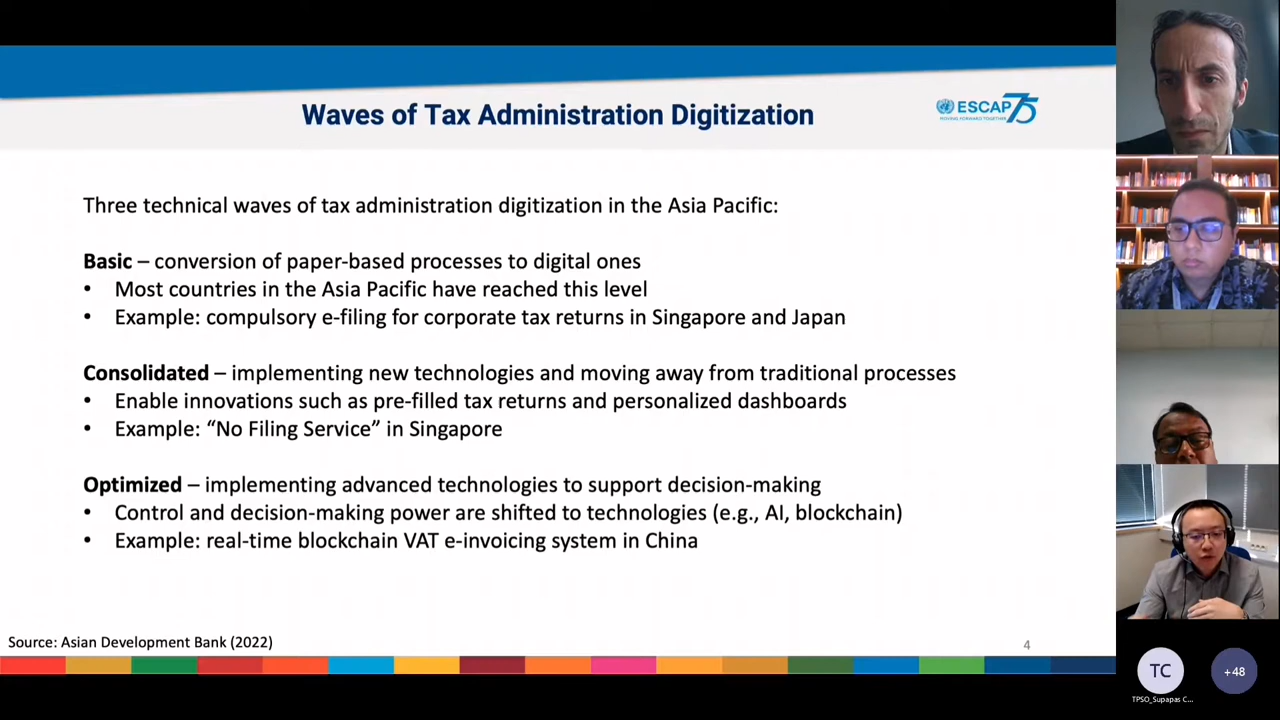 Waves of Tax Administration Digitization
ESCAP 75
MOVING FORWARD TOGETHER
Three technical waves of tax administration digitization in the Asia Pacific:
Basic – conversion of paper-based processes to digital ones
• Most countries in the Asia Pacific have reached this level
• Example: compulsory e-filing for corporate tax returns in Singapore and Japan
Consolidated – implementing new technologies and moving away from traditional processes
• Enable innovations such as pre-filled tax returns and personalized dashboards
• Example: “No Filing Service” in Singapore
Optimized – implementing advanced technologies to support decision-making
• Control and decision-making power are shifted to technologies (e.g., AI, blockchain)
• Example: real-time blockchain VAT e-invoicing system in China
Source: Asian Development Bank (2022)
4
TC
+48
TPSO_Supapas C...